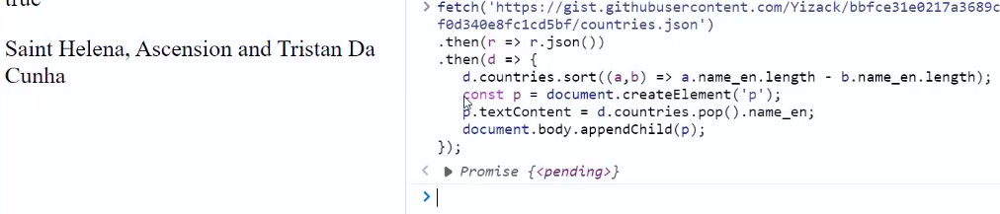 true
Saint Helena, Ascension and Tristan Da
Cunha
fetch('https://gist.githubusercontent.com/Yizack/bbfce31e0217a3689c
f0d340e8fc1cd5bf/countries.json')
.then(r => r.json())
.then(d => {
d.countries.sort((a,b) => a.name_en.length - b.name_en.length);
const p = document.createElement('p');
p.textContent = d.countries.pop().name_en;
document.body.appendChild(p);
});
Promise {<pending>}